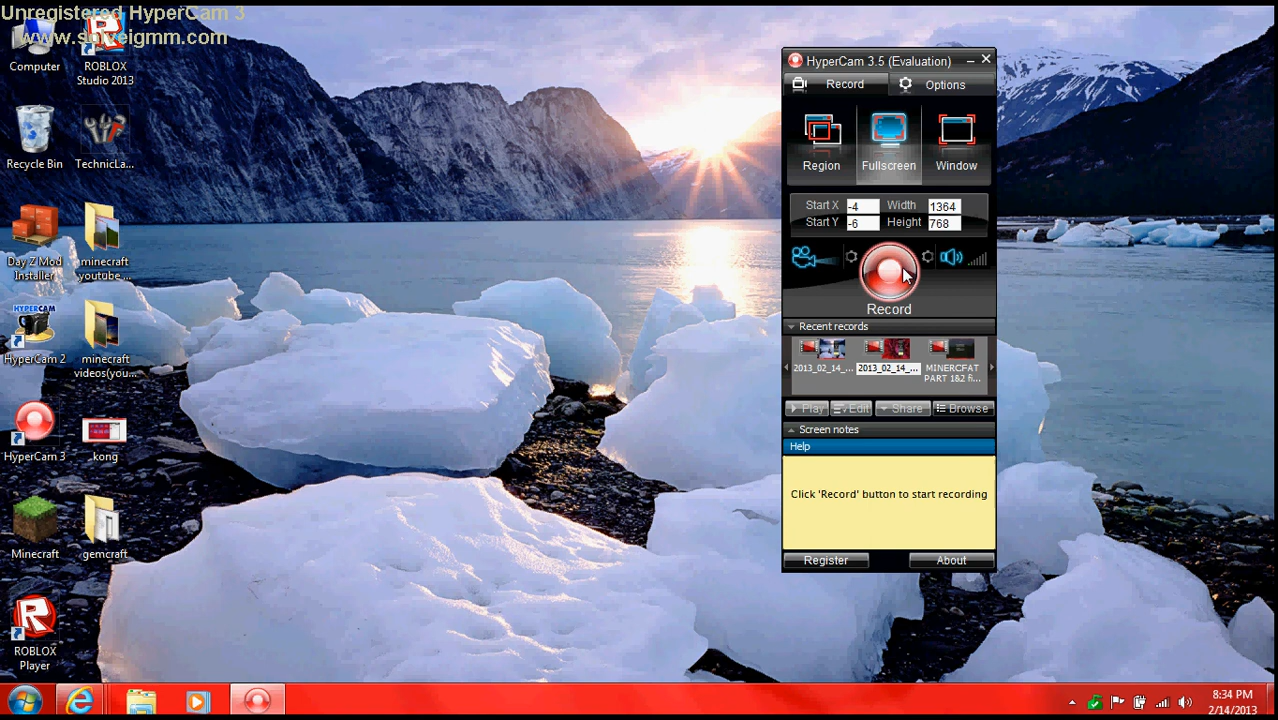 Unregistered HyperCam 3
www.solveigmm.com
Computer
ROBLOX
Studio 2013
Recycle Bin
TechnicLa...
Day Z Mod
Installer
minecraft
youtube ...
HYPERCAM
HyperCam 2
minecraft
videos(you...
HyperCam 3
kong
Minecraft
gemcraft
ROBLOX
Player
HyperCam 3.5 (Evaluation)
Record
Options
Region
Fullscreen
Window
Start X
-4
Width
1364
Start Y
-6
Height
768
Record
Recent records
2013_02_14_...
2013_02_14_...
MINERCFAT
PART 1&2 fi...
Play
Edit
Share
Browse
Screen notes
Help
Click 'Record' button to start recording
Register
About
8:34 PM
2/14/2013